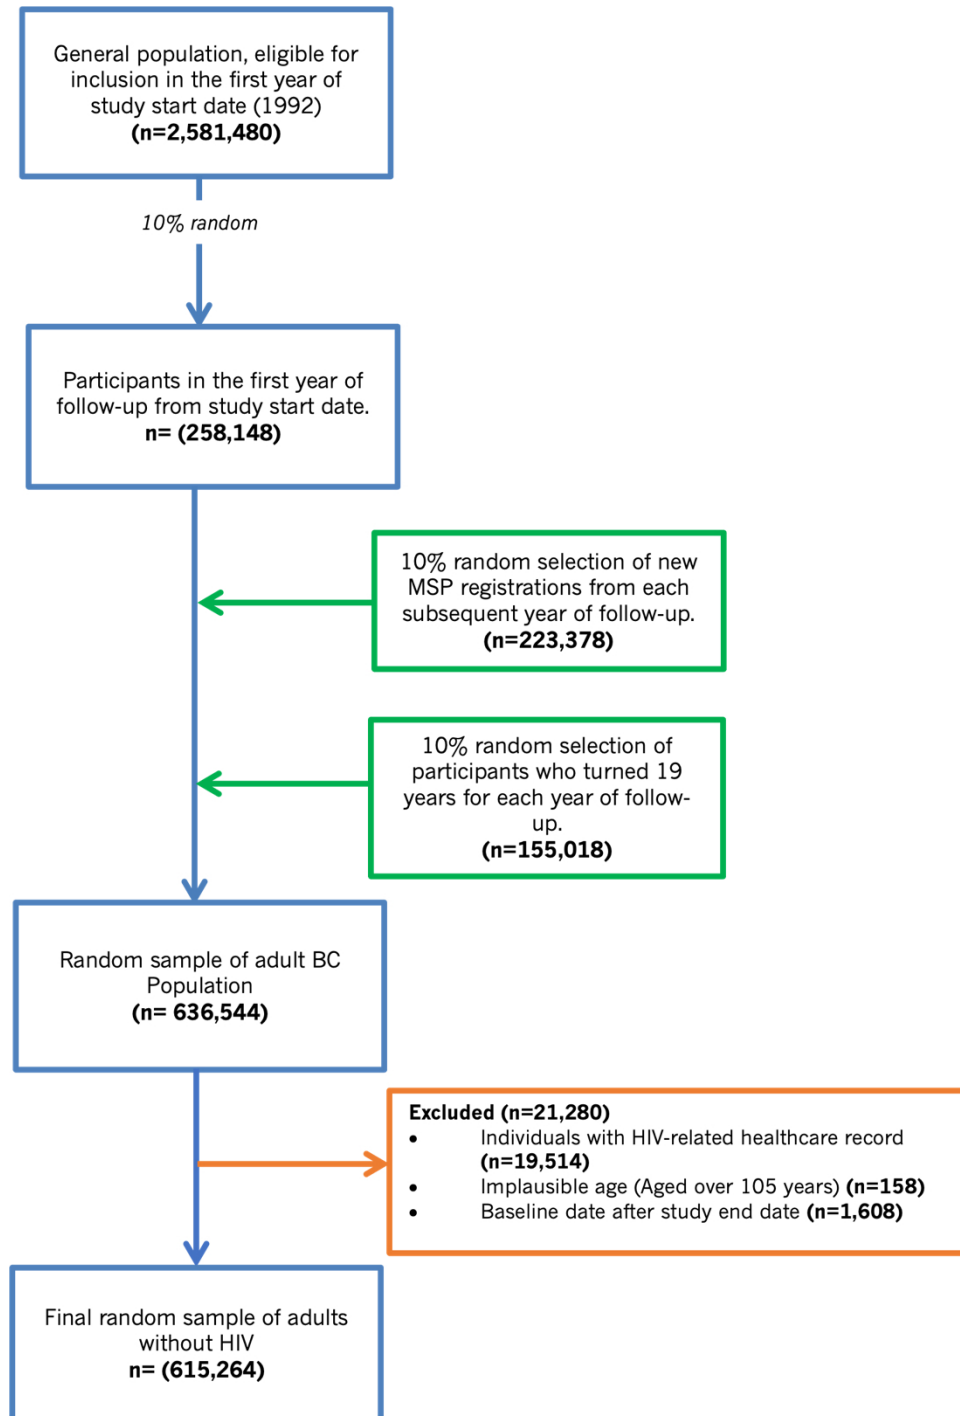 General population, eligible for
inclusion in the first year of
study start date (1992)
(n=2,581,480)
10% random
Participants in the first year of
follow-up from study start date.
n= (258,148)
10% random selection of new
MSP registrations from each
subsequent year of follow-up.
(n=223,378)
10% random selection of
participants who turned 19
years for each year of follow-
up.
(n=155,018)
Random sample of adult BC
Population
(n= 636,544)
Excluded (n=21,280)
• Individuals with HIV-related healthcare record
(n=19,514)
• Implausible age (Aged over 105 years) (n=158)
• Baseline date after study end date (n=1,608)
Final random sample of adults
without HIV
n= (615,264)